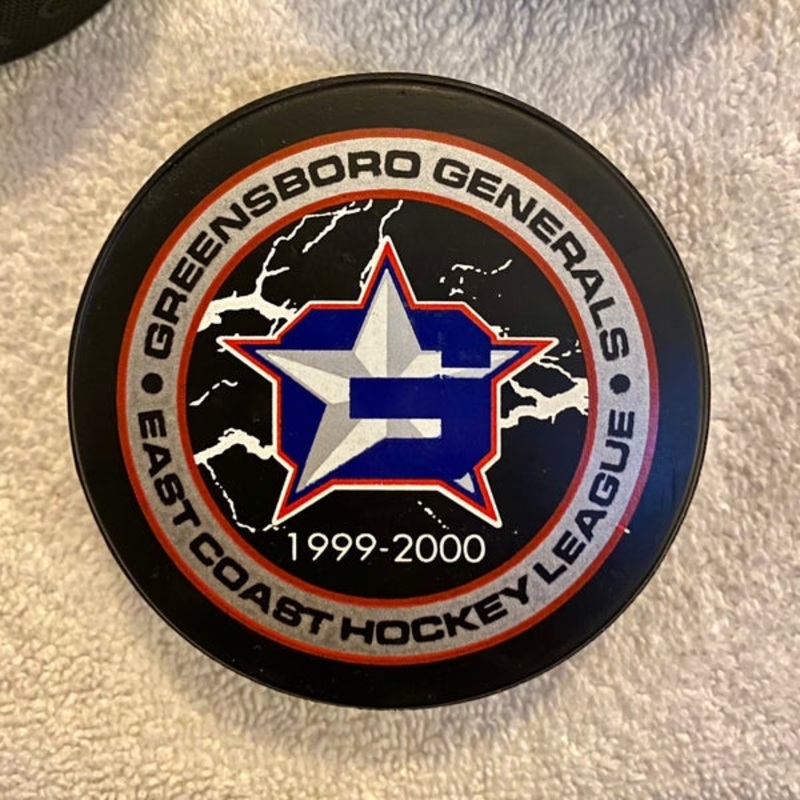 GREENSBORO GENERALS
G
1999-2000
EAST COAST HOCKEY LEAGUE